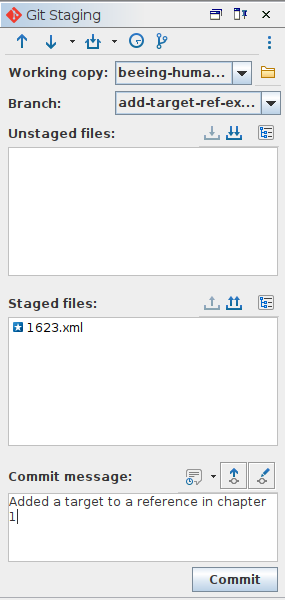 Git Staging
Working copy: beeing-huma...
Branch: add-target-ref-ex...
Unstaged files:
Staged files:
1623.xml
Commit message:
Added a target to a reference in chapter
1
Commit